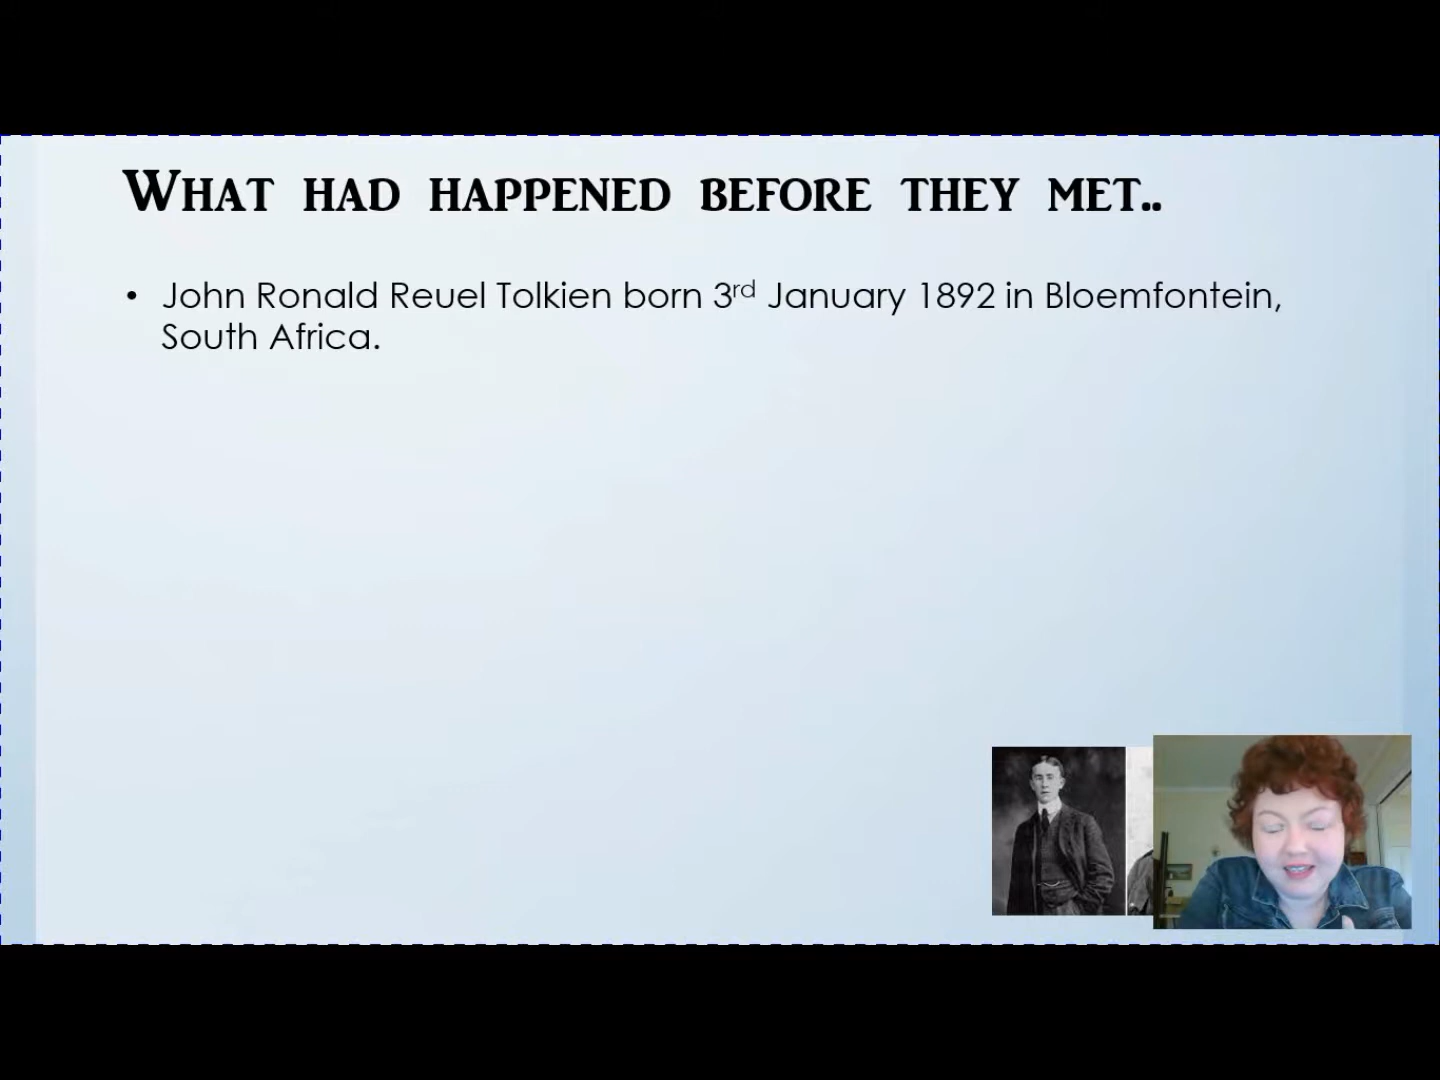 What had happened before they met..
• John Ronald Reuel Tolkien born 3rd January 1892 in Bloemfontein,
South Africa.